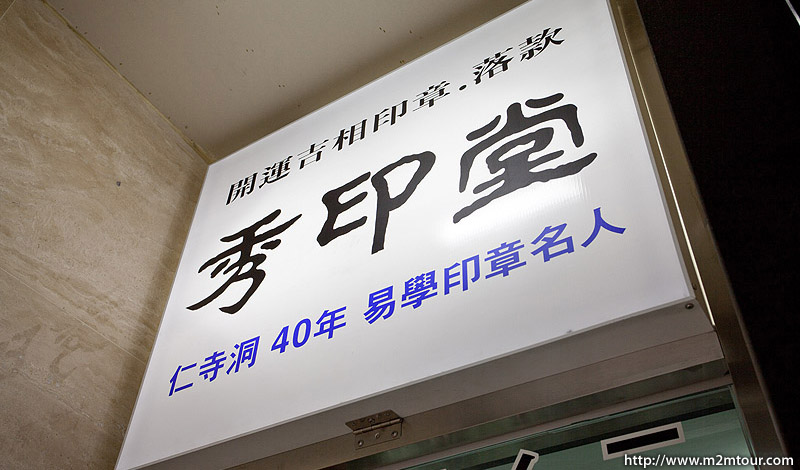 開運吉相印章.落款
秀印堂
仁寺洞 40年 易學印章名人
http://www.m2mtour.com